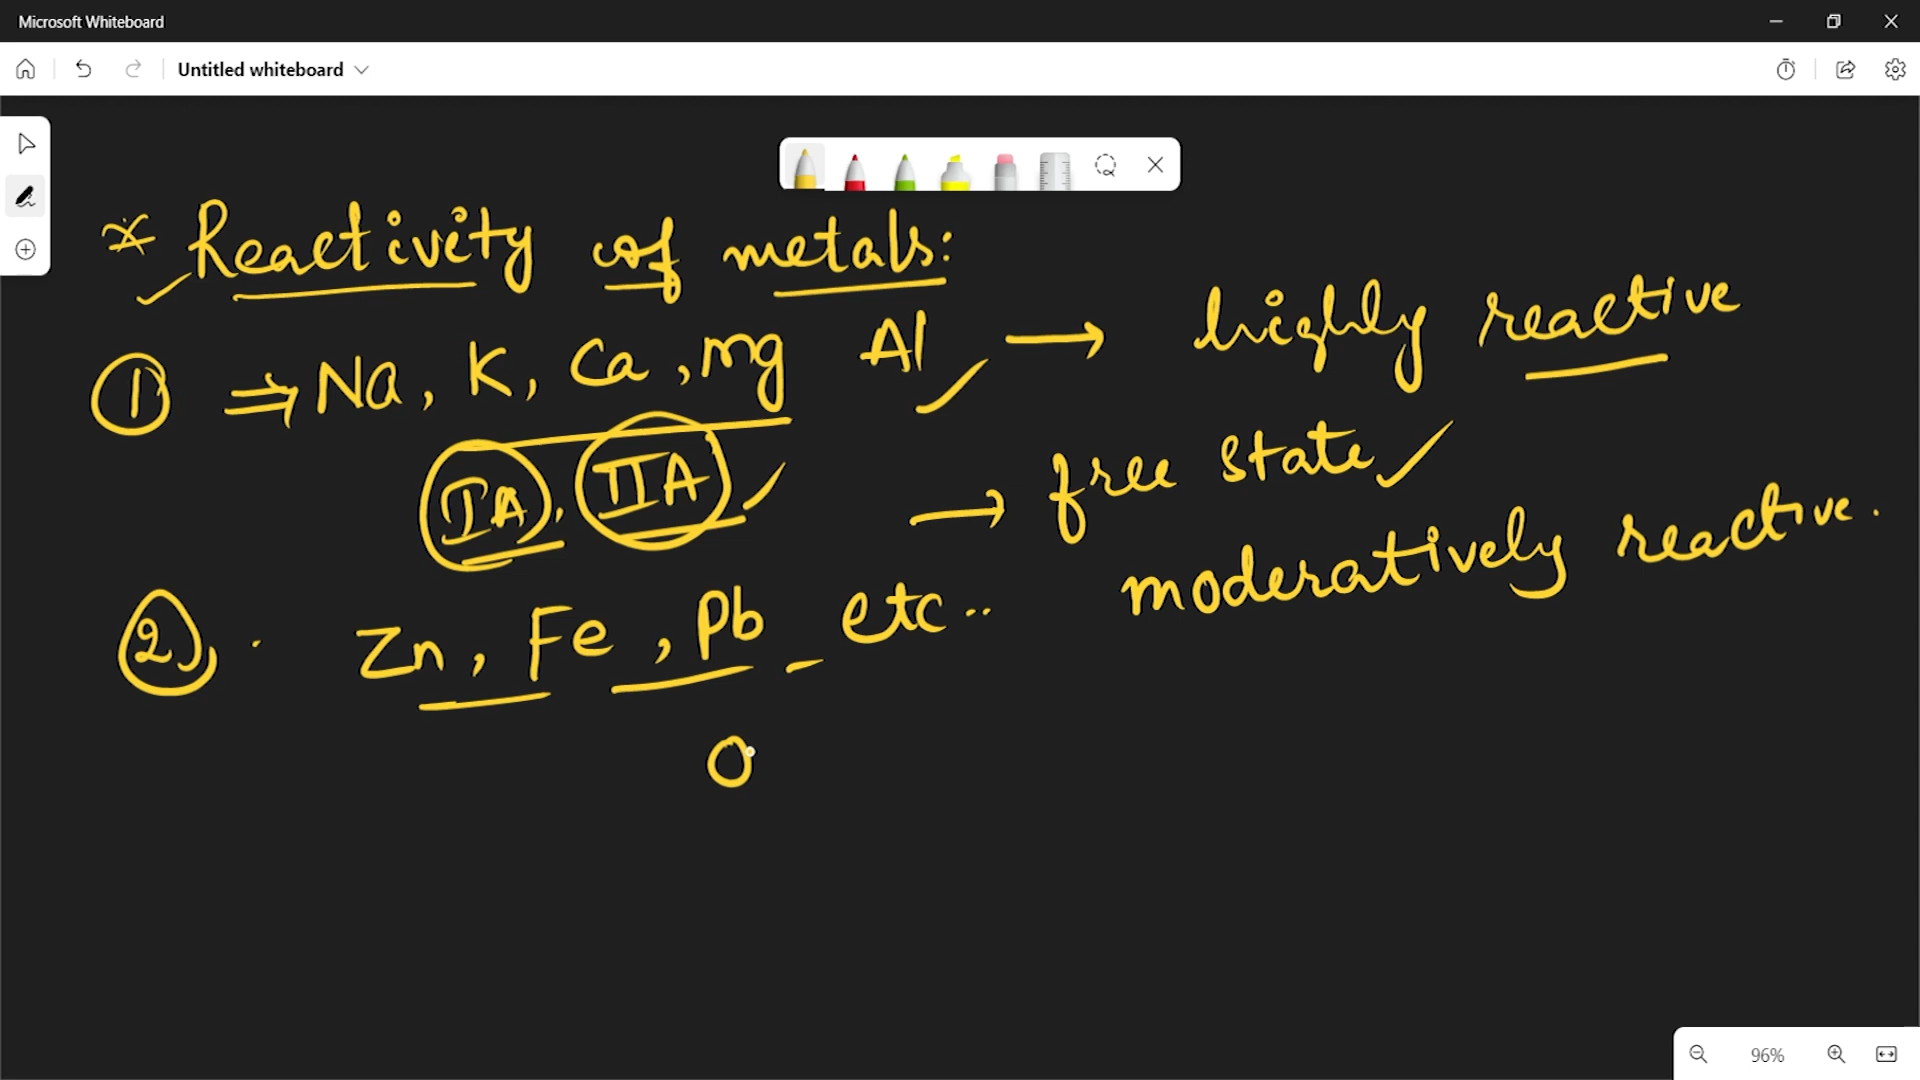 Microsoft Whiteboard
Untitled whiteboard
* Reactivity of metals:
① ⇒ Na, K, Ca, mg Al → highly reactive
IA, IIA → free state
② . Zn, Fe, Pb etc.. moderatively reactive.
O
96%